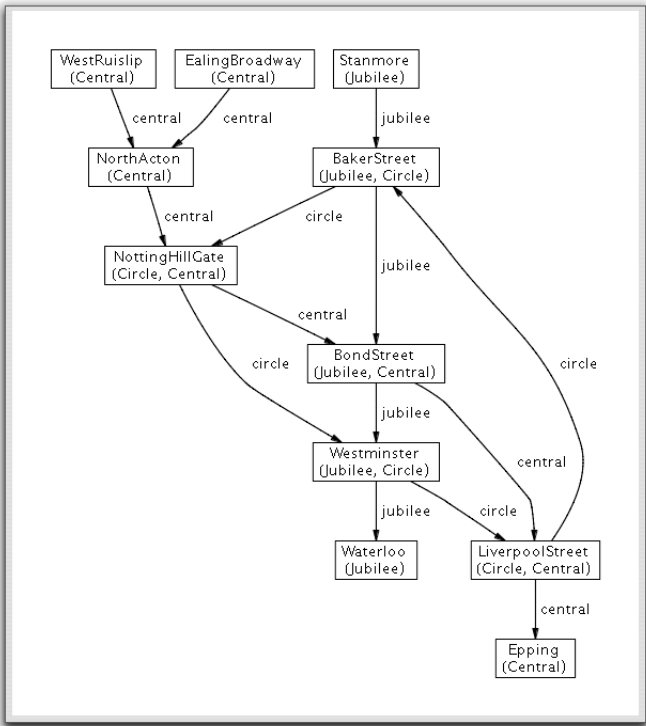 WestRuislip
(Central)
EalingBroadway
(Central)
Stanmore
(Jubilee)
central
central
jubilee
NorthActon
(Central)
BakerStreet
(Jubilee, Circle)
central
circle
NottingHillGate
(Circle, Central)
jubilee
central
BondStreet
(Jubilee, Central)
circle
circle
jubilee
Westminster
(Jubilee, Circle)
central
jubilee
circle
Waterloo
(Jubilee)
LiverpoolStreet
(Circle, Central)
central
Epping
(Central)